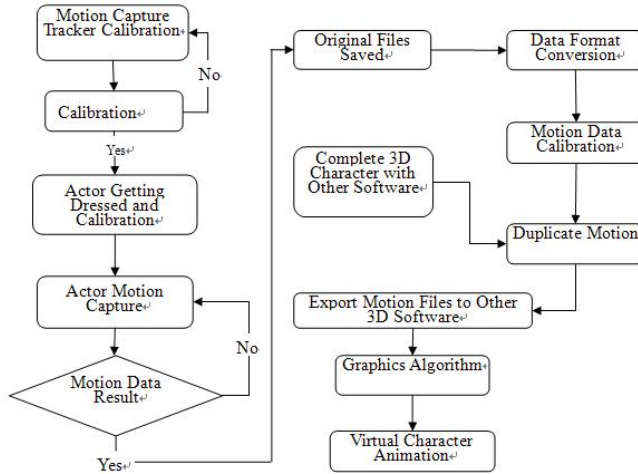 Motion Capture
Tracker Calibration
No
Calibration
Yes
Actor Getting
Dressed and
Calibration
Actor Motion
Capture
No
Motion Data
Result
Yes
Original Files
Saved
Data Format
Conversion
Motion Data
Calibration
Complete 3D
Character with
Other Software
Duplicate Motion
Export Motion Files to Other
3D Software
Graphics Algorithm
Virtual Character
Animation